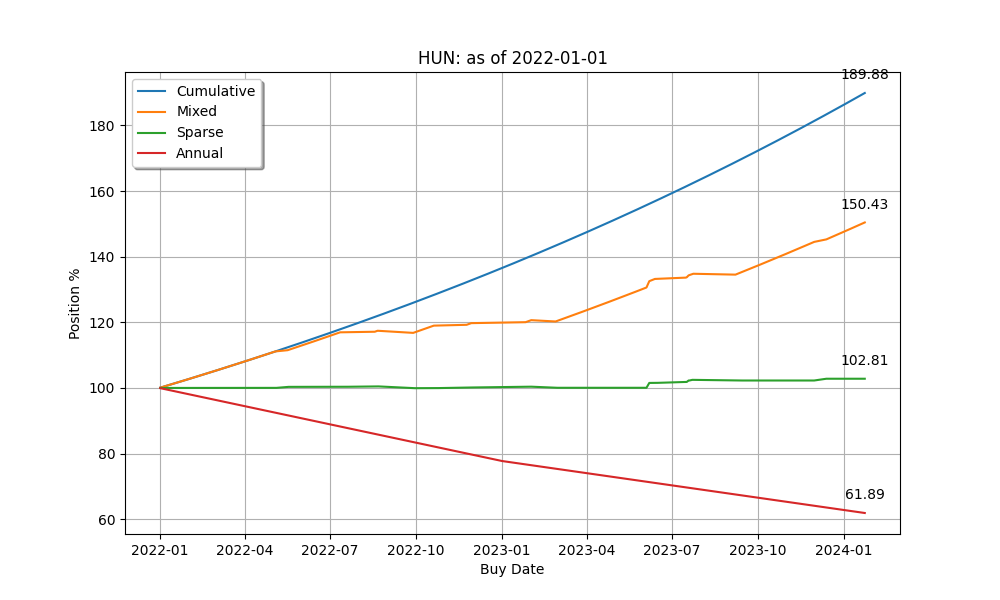 HUN: as of 2022-01-01
Cumulative
Mixed
Sparse
Annual
189.88
150.43
102.81
61.89
Position %
180
160
140
120
100
80
60
2022-01 2022-04 2022-07 2022-10 2023-01 2023-04 2023-07 2023-10 2024-01
Buy Date